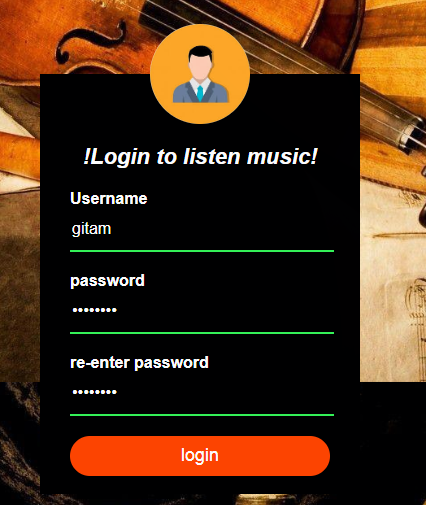 !Login to listen music!
Username
gitam
password
••••••••
re-enter password
••••••••
login